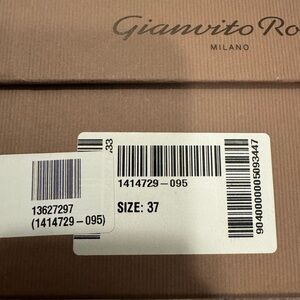 Gianvito Ro
MILANO
.33
1414729-095
SIZE: 37
9040000005093447
13627297
(1414729-095)